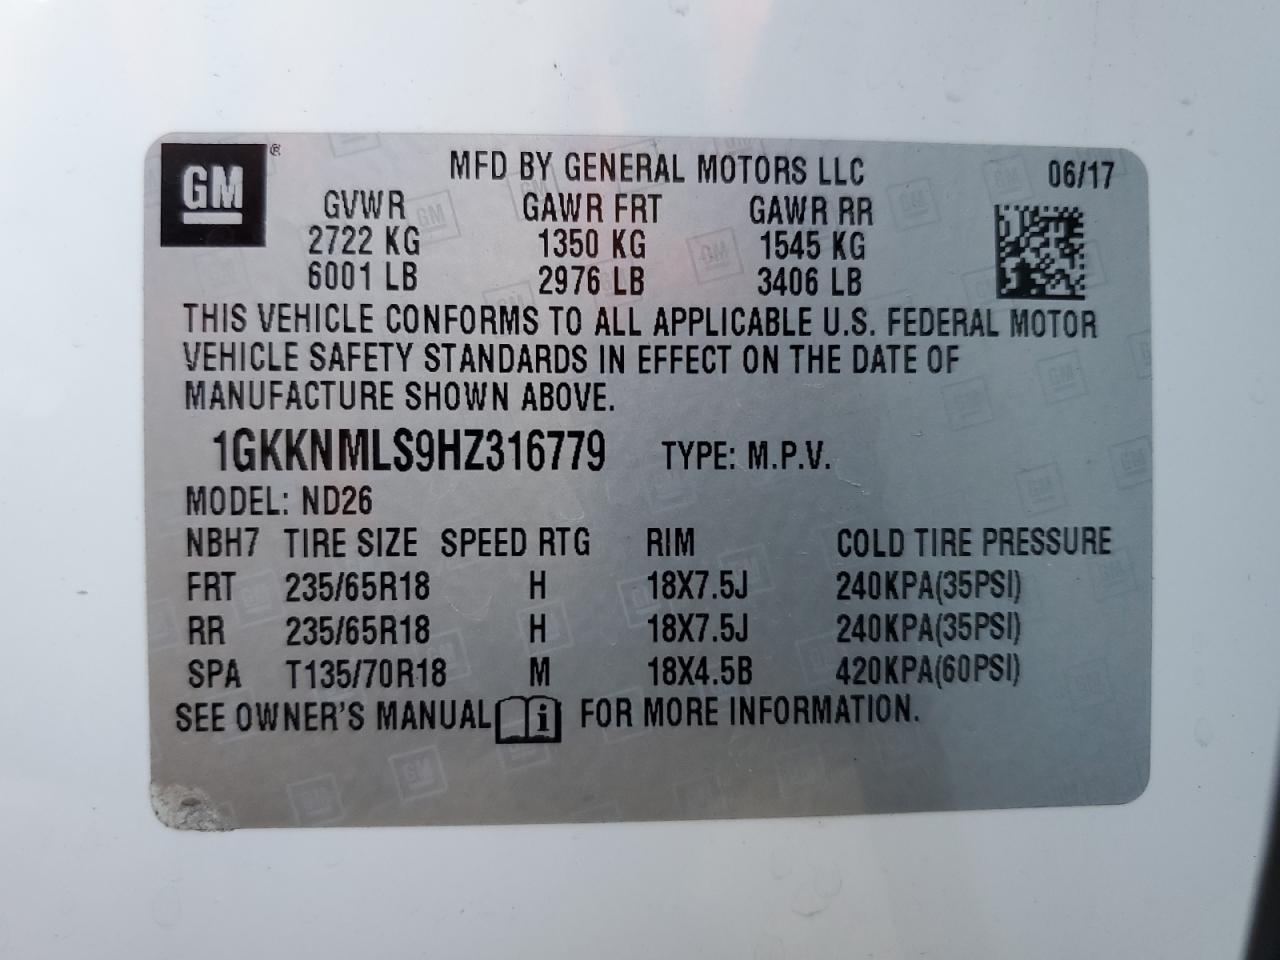 GM ®
MFD BY GENERAL MOTORS LLC 06/17
GVWR GAWR FRT GAWR RR
2722 KG 1350 KG 1545 KG
6001 LB 2976 LB 3406 LB
THIS VEHICLE CONFORMS TO ALL APPLICABLE U.S. FEDERAL MOTOR
VEHICLE SAFETY STANDARDS IN EFFECT ON THE DATE OF
MANUFACTURE SHOWN ABOVE.
1GKKNMLS9HZ316779 TYPE: M.P.V.
MODEL: ND26
NBH7 TIRE SIZE SPEED RTG RIM COLD TIRE PRESSURE
FRT 235/65R18 H 18X7.5J 240KPA(35PSI)
RR 235/65R18 H 18X7.5J 240KPA(35PSI)
SPA T135/70R18 M 18X4.5B 420KPA(60PSI)
SEE OWNER'S MANUAL i FOR MORE INFORMATION.